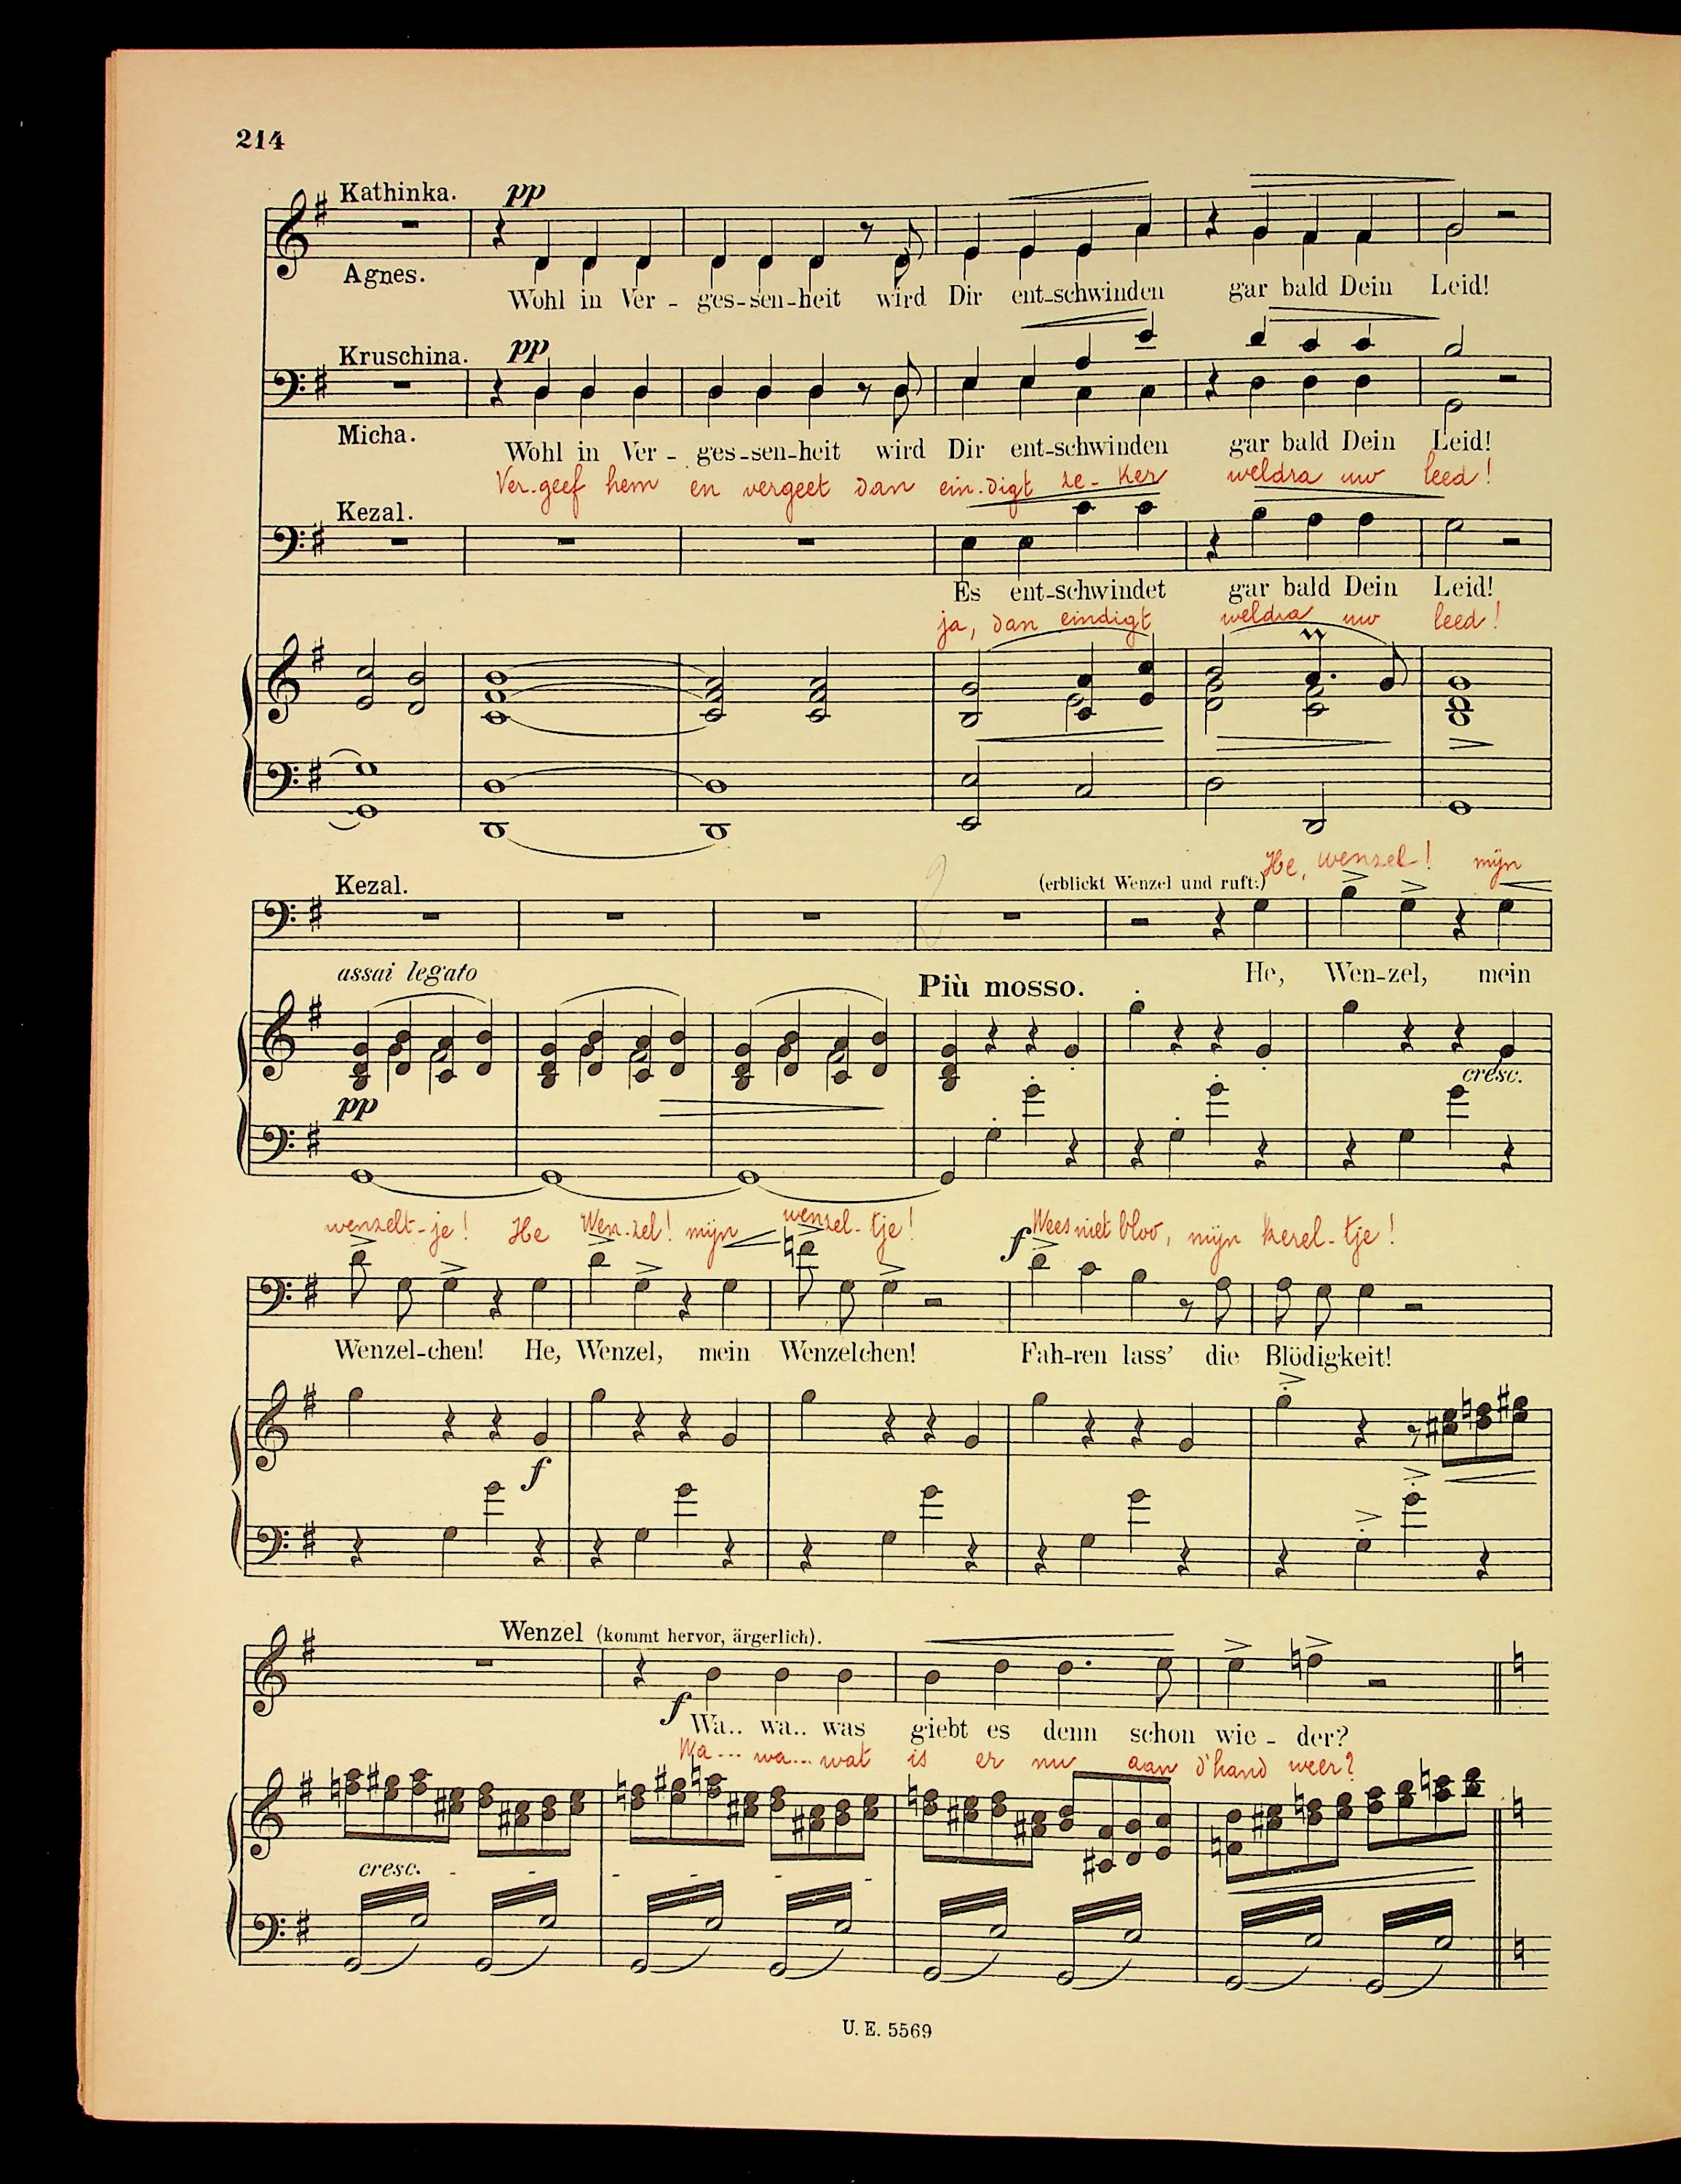 214
Kathinka. pp
Agnes.
Wohl in Ver - ges-sen-heit wird Dir ent-schwinden gar bald Dein Leid!
Kruschina. pp
Micha.
Wohl in Ver - ges-sen-heit wird Dir ent-schwinden gar bald Dein Leid!
Ver-geef hem en vergeet dan ein-digt ze-ker weldra uw leed!
Kezal.
Es ent-schwindet gar bald Dein Leid!
ja, dan eindigt weldra uw leed!
He, wenzel-! mijn
Kezal. (erblickt Wenzel und ruft:)
assai legato He, Wen-zel, mein
Più mosso.
cresc.
pp
wenzelt-je! He Wen-zel! mijn wenzel-tje! Wees niet bloo, mijn kerel-tje!
f
Wenzel-chen! He, Wenzel, mein Wenzelchen! Fah-ren lass' die Blödigkeit!
f
Wenzel (kommt hervor, ärgerlich).
f Wa.. wa.. was giebt es denn schon wie - der?
Wa... wa... wat is er nu aan d'hand weer?
cresc. - - - - - -
U. E. 5569